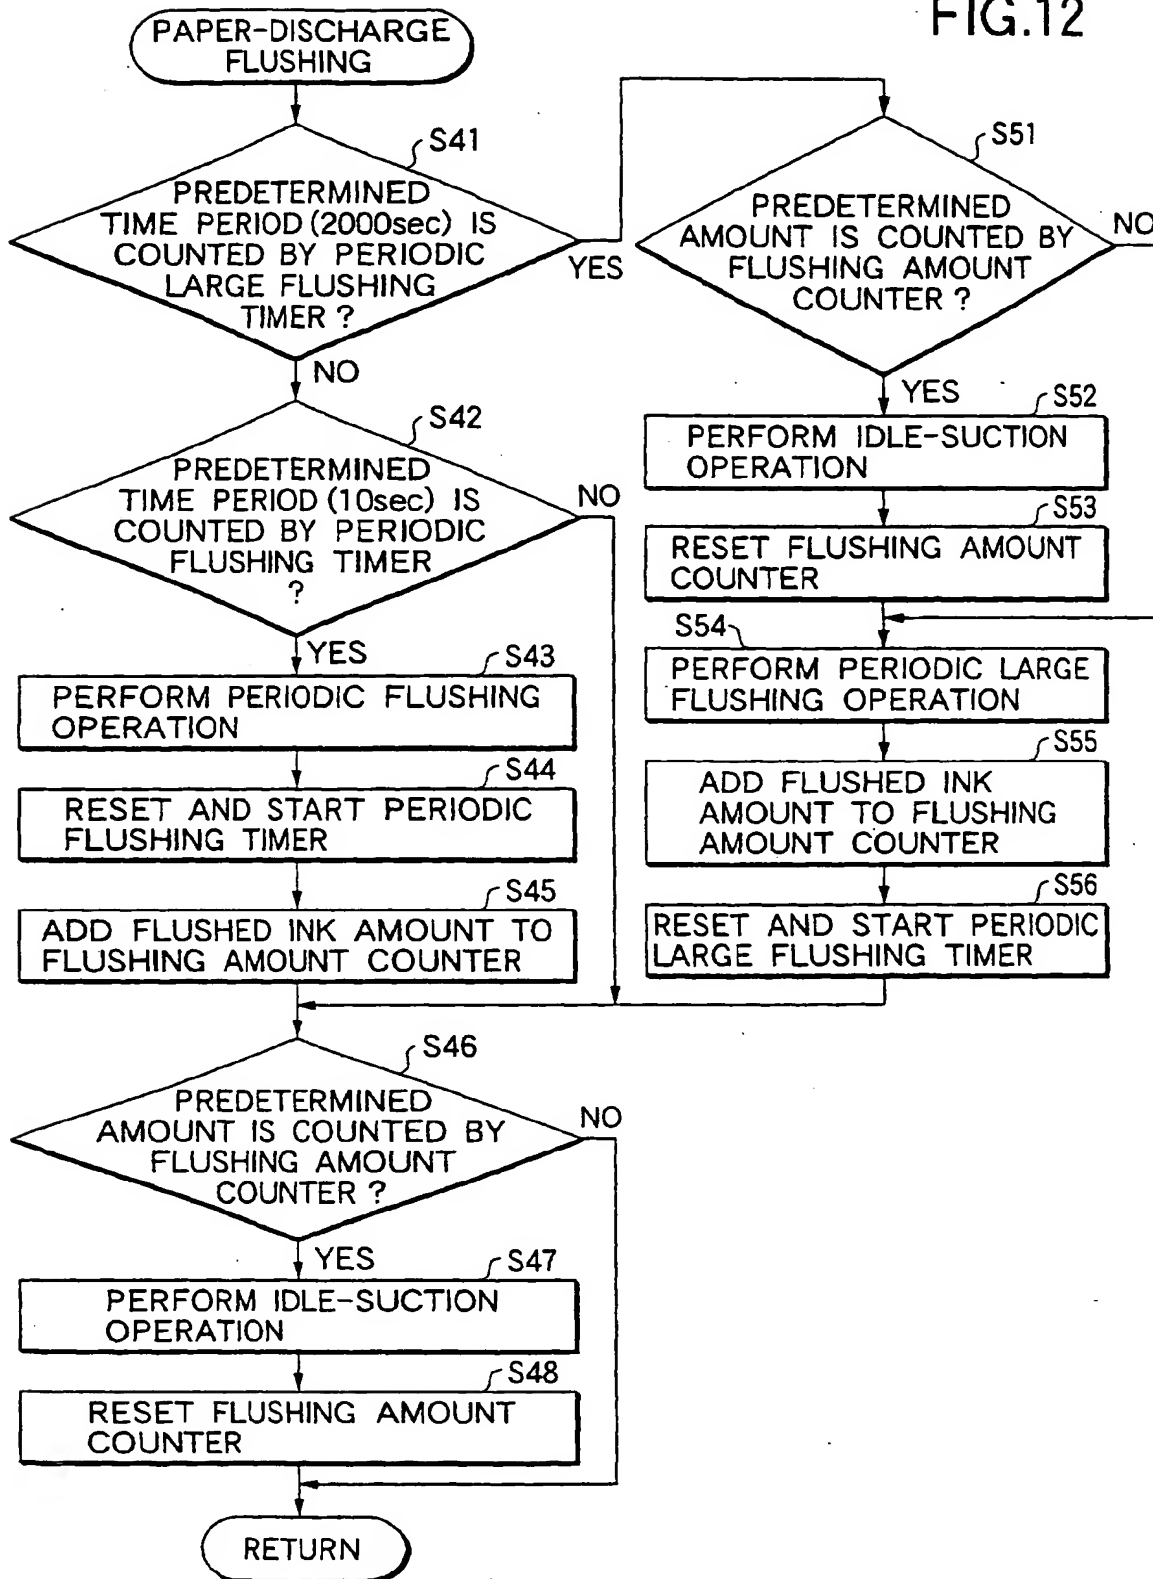 FIG.12
PAPER-DISCHARGE
FLUSHING
S41
PREDETERMINED
TIME PERIOD (2000sec) IS
COUNTED BY PERIODIC
LARGE FLUSHING
TIMER ?
YES
NO
S42
PREDETERMINED
TIME PERIOD (10sec) IS
COUNTED BY PERIODIC
FLUSHING TIMER
?
NO
YES
S43
PERFORM PERIODIC FLUSHING
OPERATION
S44
RESET AND START PERIODIC
FLUSHING TIMER
S45
ADD FLUSHED INK AMOUNT TO
FLUSHING AMOUNT COUNTER
S51
PREDETERMINED
AMOUNT IS COUNTED BY
FLUSHING AMOUNT
COUNTER ?
NO
YES
S52
PERFORM IDLE-SUCTION
OPERATION
S53
RESET FLUSHING AMOUNT
COUNTER
S54
PERFORM PERIODIC LARGE
FLUSHING OPERATION
S55
ADD FLUSHED INK
AMOUNT TO FLUSHING
AMOUNT COUNTER
S56
RESET AND START PERIODIC
LARGE FLUSHING TIMER
S46
PREDETERMINED
AMOUNT IS COUNTED BY
FLUSHING AMOUNT
COUNTER ?
NO
YES
S47
PERFORM IDLE-SUCTION
OPERATION
S48
RESET FLUSHING AMOUNT
COUNTER
RETURN